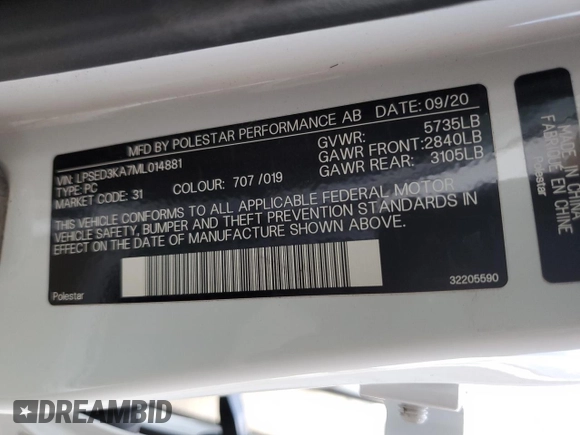 MFD BY POLESTAR PERFORMANCE AB DATE: 09/20
VIN: LPSED3KA7ML014881
GVWR: 5735LB
TYPE: PC
GAWR FRONT: 2840LB
MARKET CODE: 31 COLOUR: 707 /019
GAWR REAR: 3105LB
THIS VEHICLE CONFORMS TO ALL APPLICABLE FEDERAL MOTOR
VEHICLE SAFETY, BUMPER AND THEFT PREVENTION STANDARDS IN
EFFECT ON THE DATE OF MANUFACTURE SHOWN ABOVE.
Polestar
32205590
Polestar
MADE IN CHINA
FABRIQUÉ EN CHINE
DREAMBID